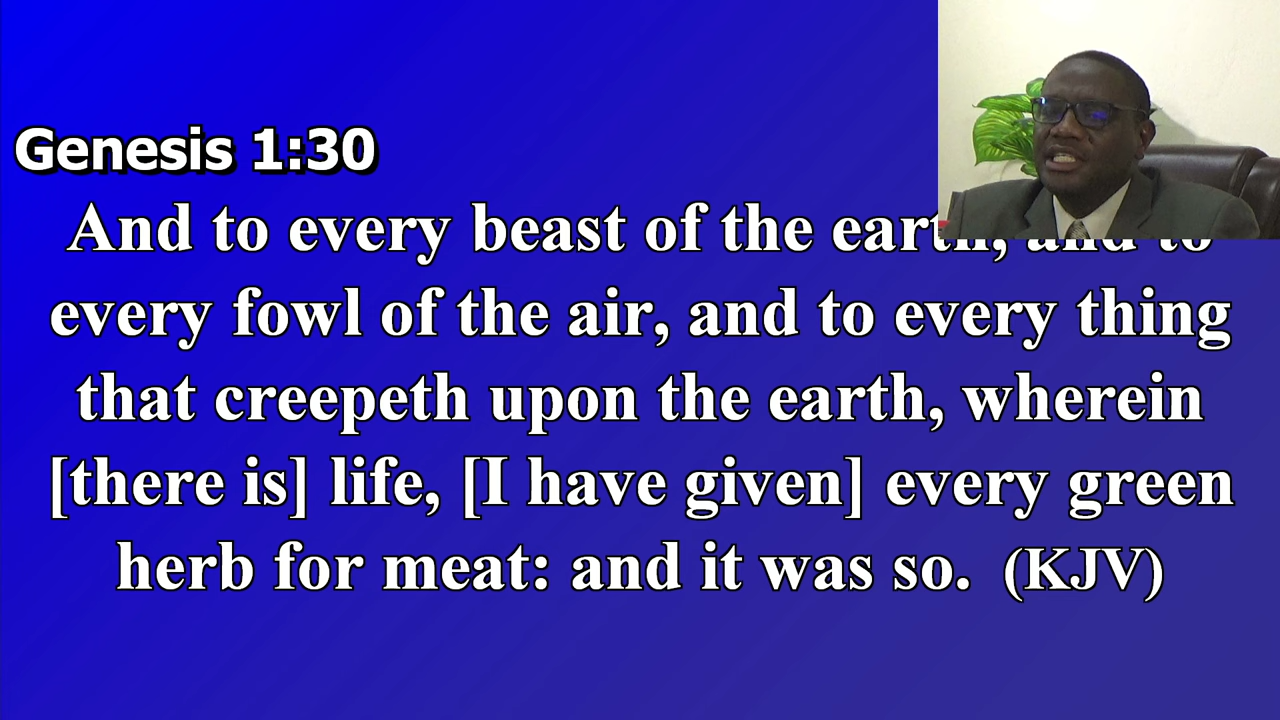 Genesis 1:30
And to every beast of the earth, and to
every fowl of the air, and to every thing
that creepeth upon the earth, wherein
[there is] life, [I have given] every green
herb for meat: and it was so. (KJV)